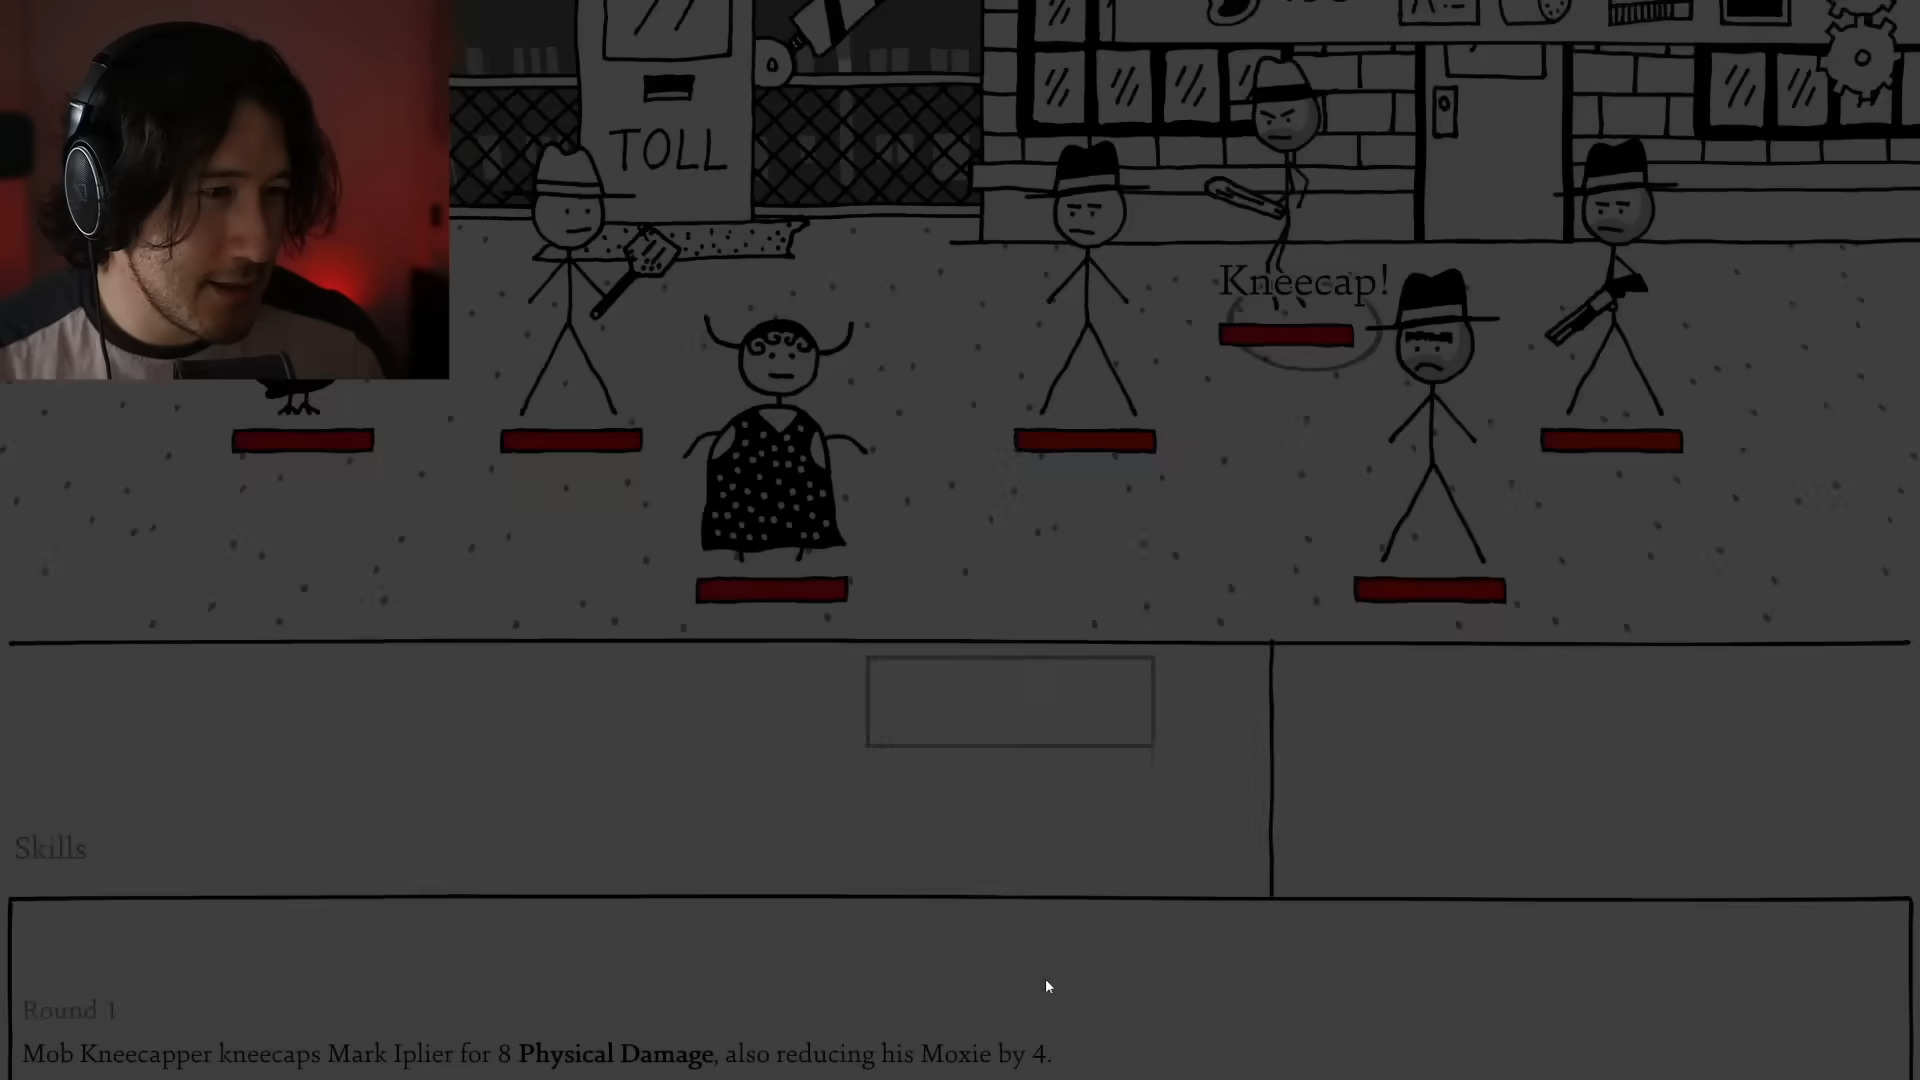 TOLL
Kneecap!
Skills
Round 1
Mob Kneecapper kneecaps Mark Iplier for 8 Physical Damage, also reducing his Moxie by 4.